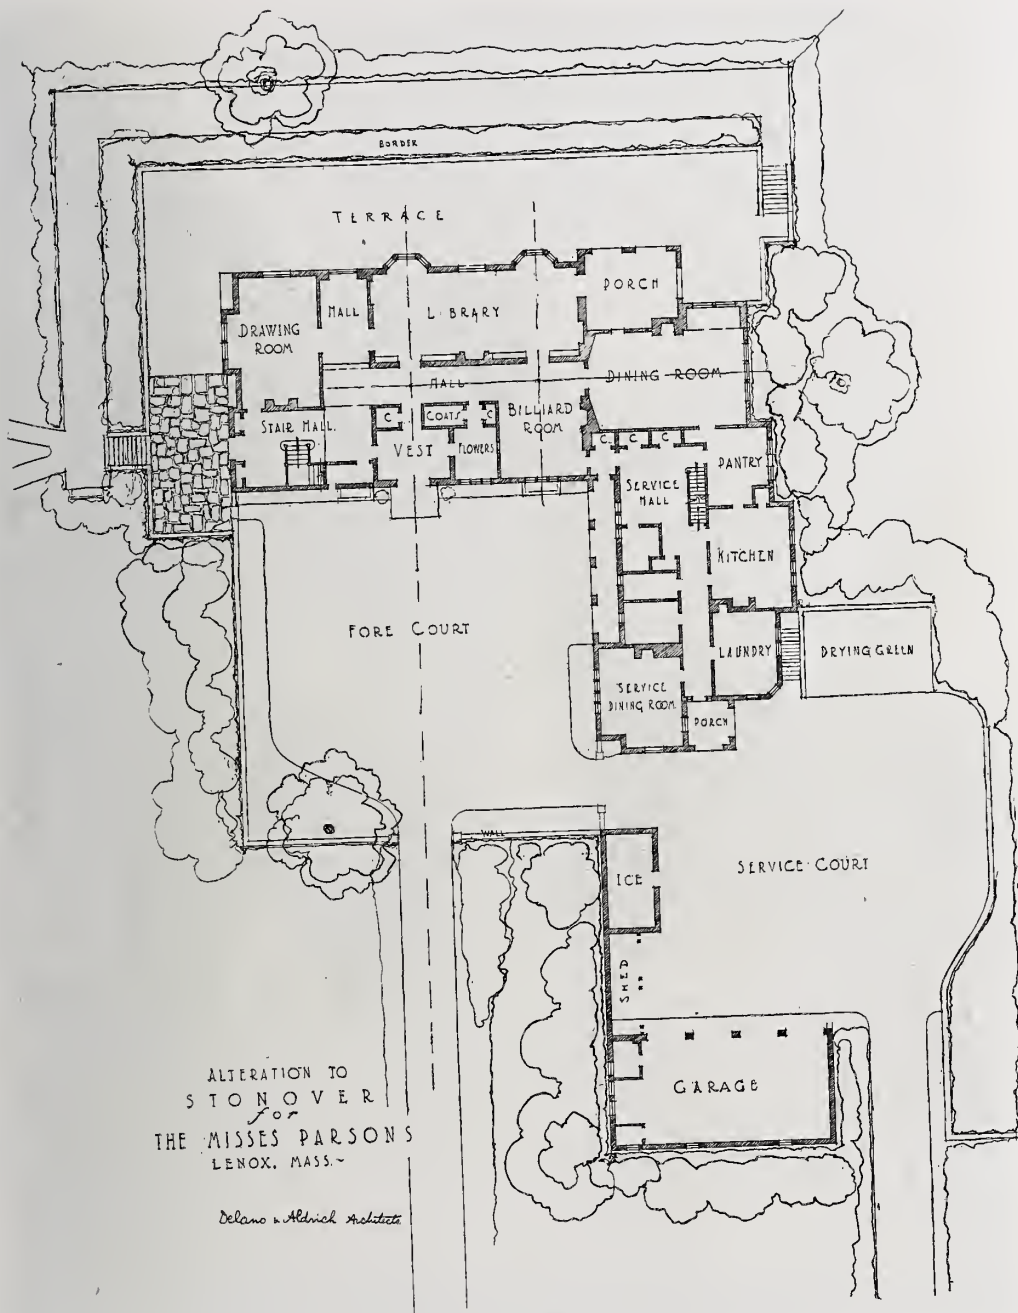 BORDER
TERRACE
PORCH
HALL
LIBRARY
DRAWING
ROOM
HALL
DINING ROOM
C
COATS
C
BILLIARD
ROOM
STAIR HALL
VEST
FLOWERS
C
C
C
PANTRY
SERVICE
HALL
KITCHEN
FORE COURT
LAUNDRY
DRYING GREEN
SERVICE
DINING ROOM
PORCH
WALL
ICE
SERVICE COURT
SHED
GARAGE
ALTERATION TO
STONOVER
for
THE MISSES PARSONS
LENOX. MASS.~
Delano & Aldrich Architects